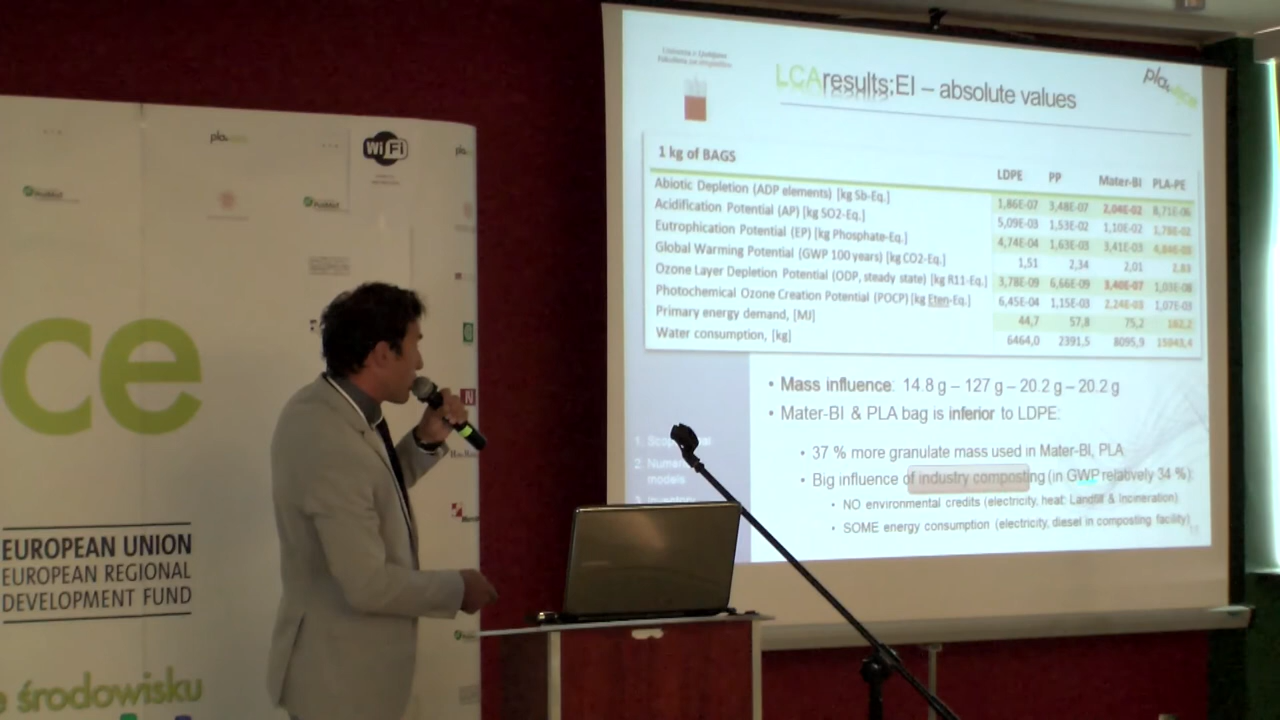 Univerza v Ljubljani
LCAresults: EI – absolute values
1 kg of BAGS
LDPE PP Mater-BI PLA-PE
Abiotic Depletion (ADP elements) [kg Sb-Eq.] 1,86E-07 3,48E-07 2,04E-02 8,71E-06
Acidification Potential (AP) [kg SO2-Eq.] 5,09E-03 1,53E-02 1,10E-02 1,78E-02
Eutrophication Potential (EP) [kg Phosphate-Eq.] 4,74E-04 1,63E-03 3,41E-03
Global Warming Potential (GWP 100 years) [kg CO2-Eq.] 1,51 2,34 2,01 2,83
Ozone Layer Depletion Potential (ODP, steady state) [kg R11-Eq.] 3,78E-09 6,66E-09 3,40E-07 1,03E-08
Photochemical Ozone Creation Potential (POCP) [kg Eten-Eq.] 6,45E-04 1,15E-03 2,24E-03 1,07E-03
Primary energy demand, [MJ] 44,7 57,8 75,2 182,2
Water consumption, [kg] 6464,0 2391,5 8095,9
• Mass influence: 14.8 g – 127 g – 20.2 g – 20.2 g
• Mater-BI & PLA bag is inferior to LDPE:
• 37 % more granulate mass used in Mater-BI, PLA
• Big influence of industry composting (in GWP relatively 34 %):
• NO environmental credits (electricity, heat: Landfill & Incineration)
• SOME energy consumption (electricity, diesel in composting facility)
2.
models
3.
WiFi
ce
EUROPEAN UNION
EUROPEAN REGIONAL
DEVELOPMENT FUND
środowisku